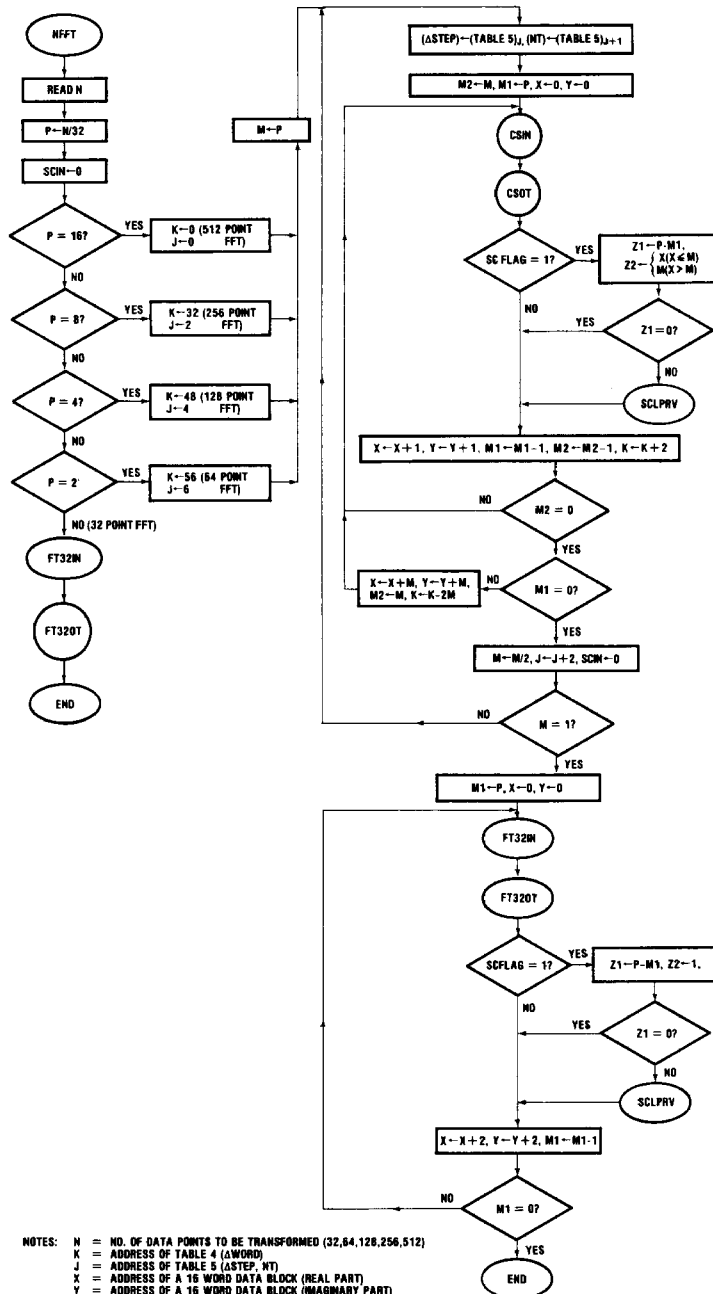 NFFT
READ N
P←N/32
SCIN←0
P = 16?
YES
K←0 (512 POINT
J←0 FFT)
NO
P = 8?
YES
K←32 (256 POINT
J←2 FFT)
NO
P = 4?
YES
K←48 (128 POINT
J←4 FFT)
NO
P = 2
YES
K←56 (64 POINT
J←6 FFT)
NO (32 POINT FFT)
FT32IN
FT32OT
END
M←P
(ΔSTEP)←(TABLE 5)J, (NT)←(TABLE 5)J+1
M2←M, M1←P, X←0, Y←0
CSIN
CSOT
SC FLAG = 1?
YES
Z1←P-M1,
Z2← { X(X ≤ M)
M(X > M)
NO
YES
Z1=0?
NO
SCLPRV
X←X+1, Y←Y+1, M1←M1-1, M2←M2-1, K←K+2
NO
M2 = 0
YES
X←X+M, Y←Y+M,
M2←M, K←K-2M
NO
M1 = 0?
YES
M←M/2, J←J+2, SCIN←0
NO
M = 1?
YES
M1←P, X←0, Y←0
FT32IN
FT32OT
SCFLAG = 1?
YES
Z1←P-M1, Z2←1,
NO
YES
Z1 = 0?
NO
SCLPRV
X←X+2, Y←Y+2, M1←M1-1
NO
M1 = 0?
YES
END
NOTES: N = NO. OF DATA POINTS TO BE TRANSFORMED (32,64,128,256,512)
K = ADDRESS OF TABLE 4 (ΔWORD)
J = ADDRESS OF TABLE 5 (ΔSTEP, NT)
X = ADDRESS OF A 16 WORD DATA BLOCK (REAL PART)
Y = ADDRESS OF A 16 WORD DATA BLOCK (IMAGINARY PART)